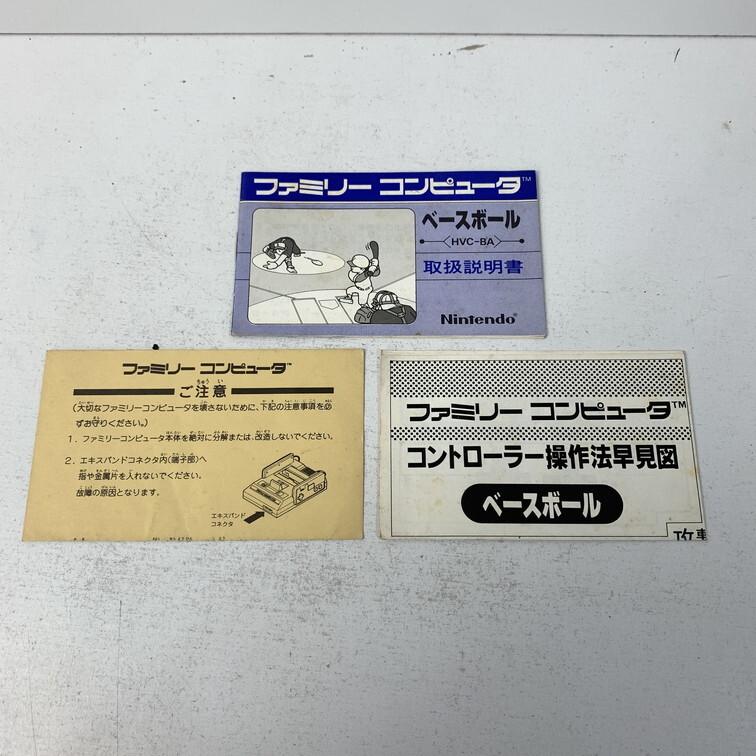 ファミリー コンピュータ™
ベースボール
HVC-BA
取扱説明書
Nintendo®
ファミリー コンピュータ™
ご注意
(大切なファミリーコンピュータを壊さないために、下記の注意事項を必
ずお守りください。)
1. ファミリーコンピュータ本体を絶対に分解または、改造しないでください。
2. エキスパンドコネクタ内(端子部)へ
指や金属片を入れないでください。
故障の原因となります。
エキスパンド
コネクタ
ファミリー コンピュータ™
コントローラー操作法早見図
ベースボール